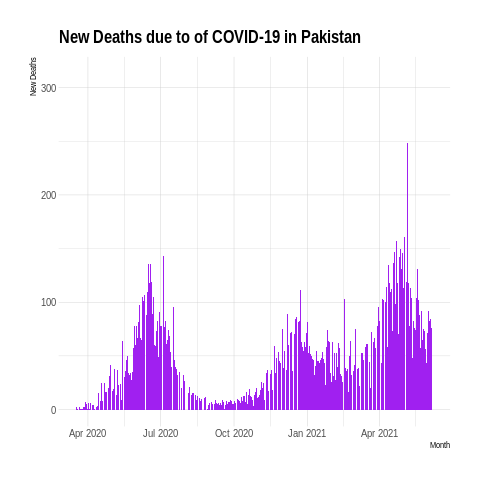 New Deaths due to of COVID-19 in Pakistan
New Deaths
300
200
100
0
Apr 2020 Jul 2020 Oct 2020 Jan 2021 Apr 2021
Month